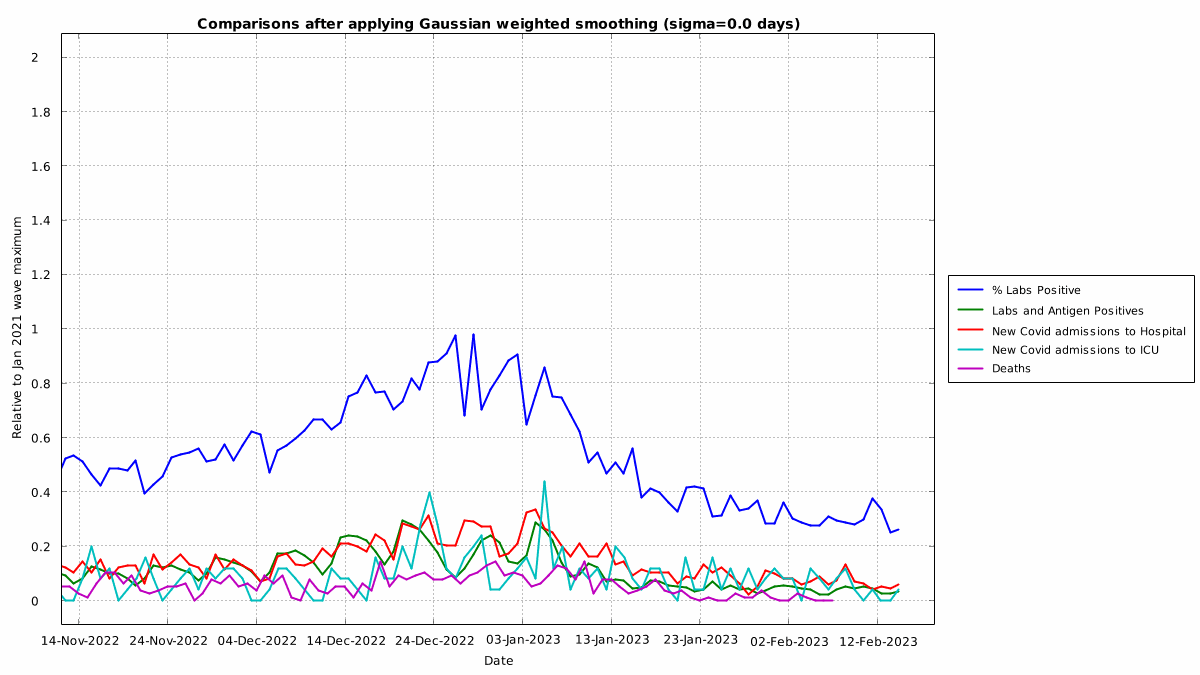 Comparisons after applying Gaussian weighted smoothing (sigma=0.0 days)
Relative to Jan 2021 wave maximum
2
1.8
1.6
1.4
1.2
1
0.8
0.6
0.4
0.2
0
14-Nov-2022 24-Nov-2022 04-Dec-2022 14-Dec-2022 24-Dec-2022 03-Jan-2023 13-Jan-2023 23-Jan-2023 02-Feb-2023 12-Feb-2023
Date
% Labs Positive
Labs and Antigen Positives
New Covid admissions to Hospital
New Covid admissions to ICU
Deaths